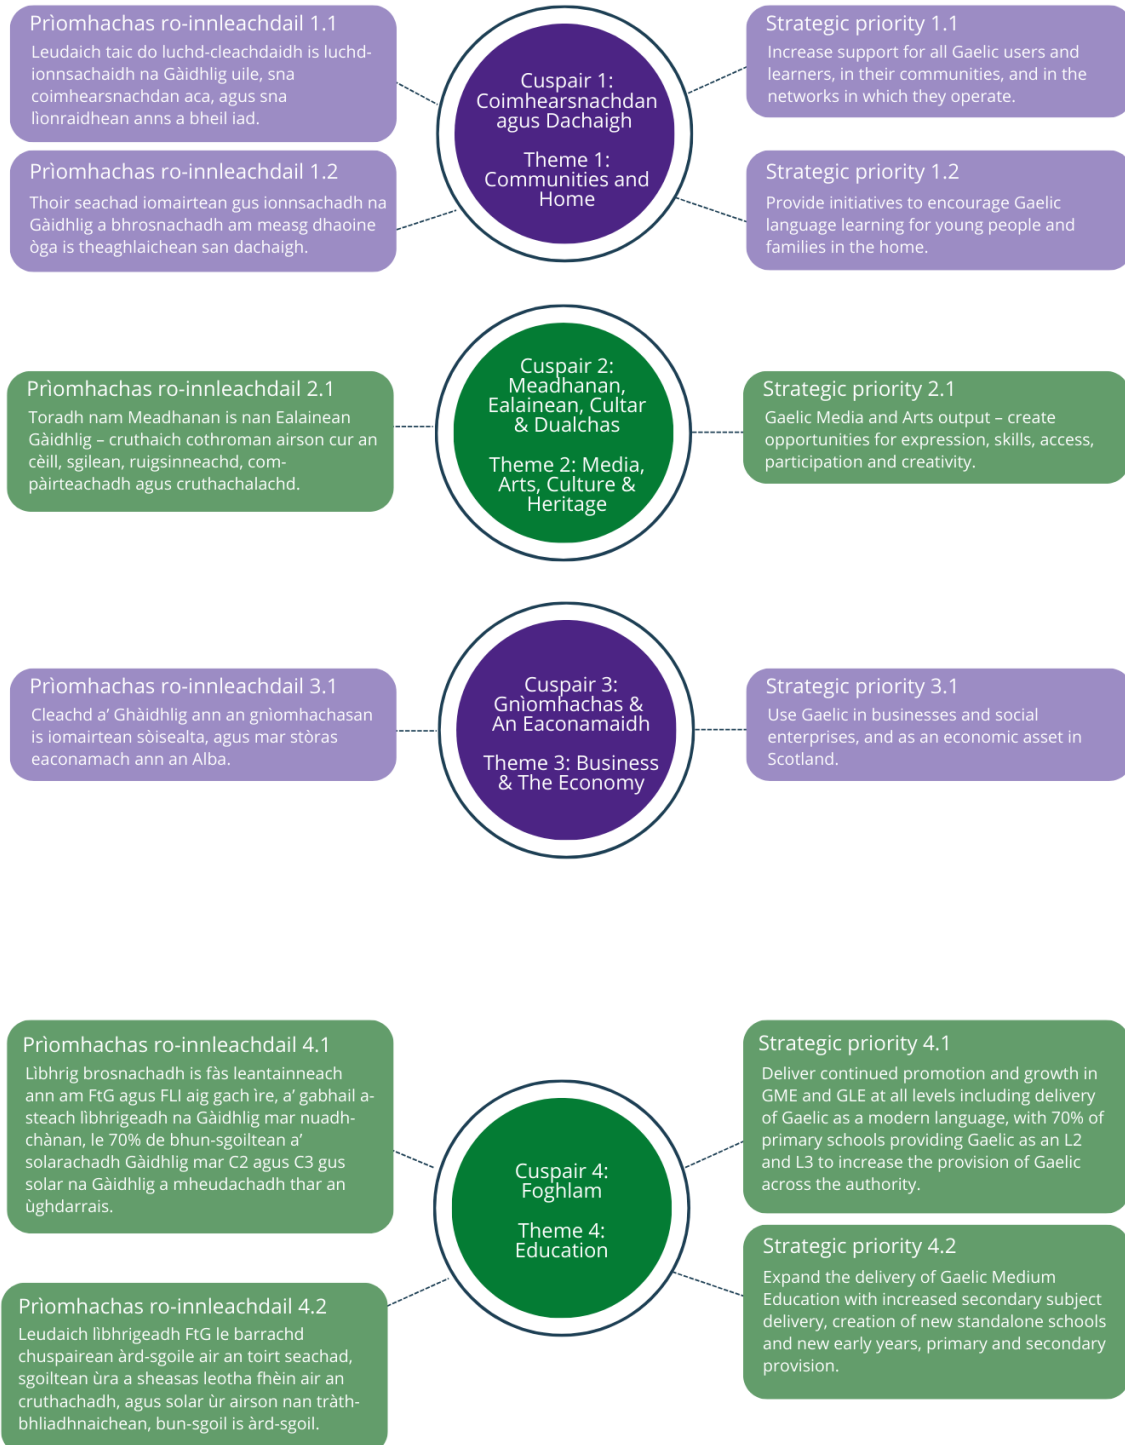 Prìomhachas ro-innleachdail 1.1
Leudaich taic do luchd-cleachdaidh is luchd-
ionnsachaidh na Gàidhlig uile, sna
coimhearsnachdan aca, agus sna
lìonraidhean anns a bheil iad.
Prìomhachas ro-innleachdail 1.2
Thoir seachad iomairtean gus ionnsachadh na
Gàidhlig a bhrosnachadh am measg dhaoine
òga is theaghlaichean san dachaigh.
Cuspair 1:
Coimhearsnachdan
agus Dachaigh
Theme 1:
Communities and
Home
Strategic priority 1.1
Increase support for all Gaelic users and
learners, in their communities, and in the
networks in which they operate.
Strategic priority 1.2
Provide initiatives to encourage Gaelic
language learning for young people and
families in the home.
Prìomhachas ro-innleachdail 2.1
Toradh nam Meadhanan is nan Ealainean
Gàidhlig – cruthaich cothroman airson cur an
cèill, sgilean, ruigsinneachd, com-
pàirteachadh agus cruthachalachd.
Cuspair 2:
Meadhanan,
Ealainean, Cultar
& Dualchas
Theme 2: Media,
Arts, Culture &
Heritage
Strategic priority 2.1
Gaelic Media and Arts output – create
opportunities for expression, skills, access,
participation and creativity.
Prìomhachas ro-innleachdail 3.1
Cleachd a’ Ghàidhlig ann an gnìomhachasan
is iomairtean sòisealta, agus mar stòras
eaconamach ann an Alba.
Cuspair 3:
Gnìomhachas &
An Eaconamaidh
Theme 3: Business
& The Economy
Strategic priority 3.1
Use Gaelic in businesses and social
enterprises, and as an economic asset in
Scotland.
Prìomhachas ro-innleachdail 4.1
Lìbhrig brosnachadh is fàs leantainneach
ann am FtG agus FLI aig gach ìre, a’ gabhail a-
steach lìbhrigeadh na Gàidhlig mar nuadh-
chànan, le 70% de bhun-sgoiltean a’
solarachadh Gàidhlig mar C2 agus C3 gus
solar na Gàidhlig a mheudachadh thar an
ùghdarrais.
Prìomhachas ro-innleachdail 4.2
Leudaich lìbhrigeadh FtG le barrachd
chuspairean àrd-sgoile air an toirt seachad,
sgoiltean ùra a sheasas leotha fhèin air an
cruthachadh, agus solar ùr airson nan tràth-
bhliadhnaichean, bun-sgoil is àrd-sgoil.
Cuspair 4:
Foghlam
Theme 4:
Education
Strategic priority 4.1
Deliver continued promotion and growth in
GME and GLE at all levels including delivery
of Gaelic as a modern language, with 70% of
primary schools providing Gaelic as an L2
and L3 to increase the provision of Gaelic
across the authority.
Strategic priority 4.2
Expand the delivery of Gaelic Medium
Education with increased secondary subject
delivery, creation of new standalone schools
and new early years, primary and secondary
provision.